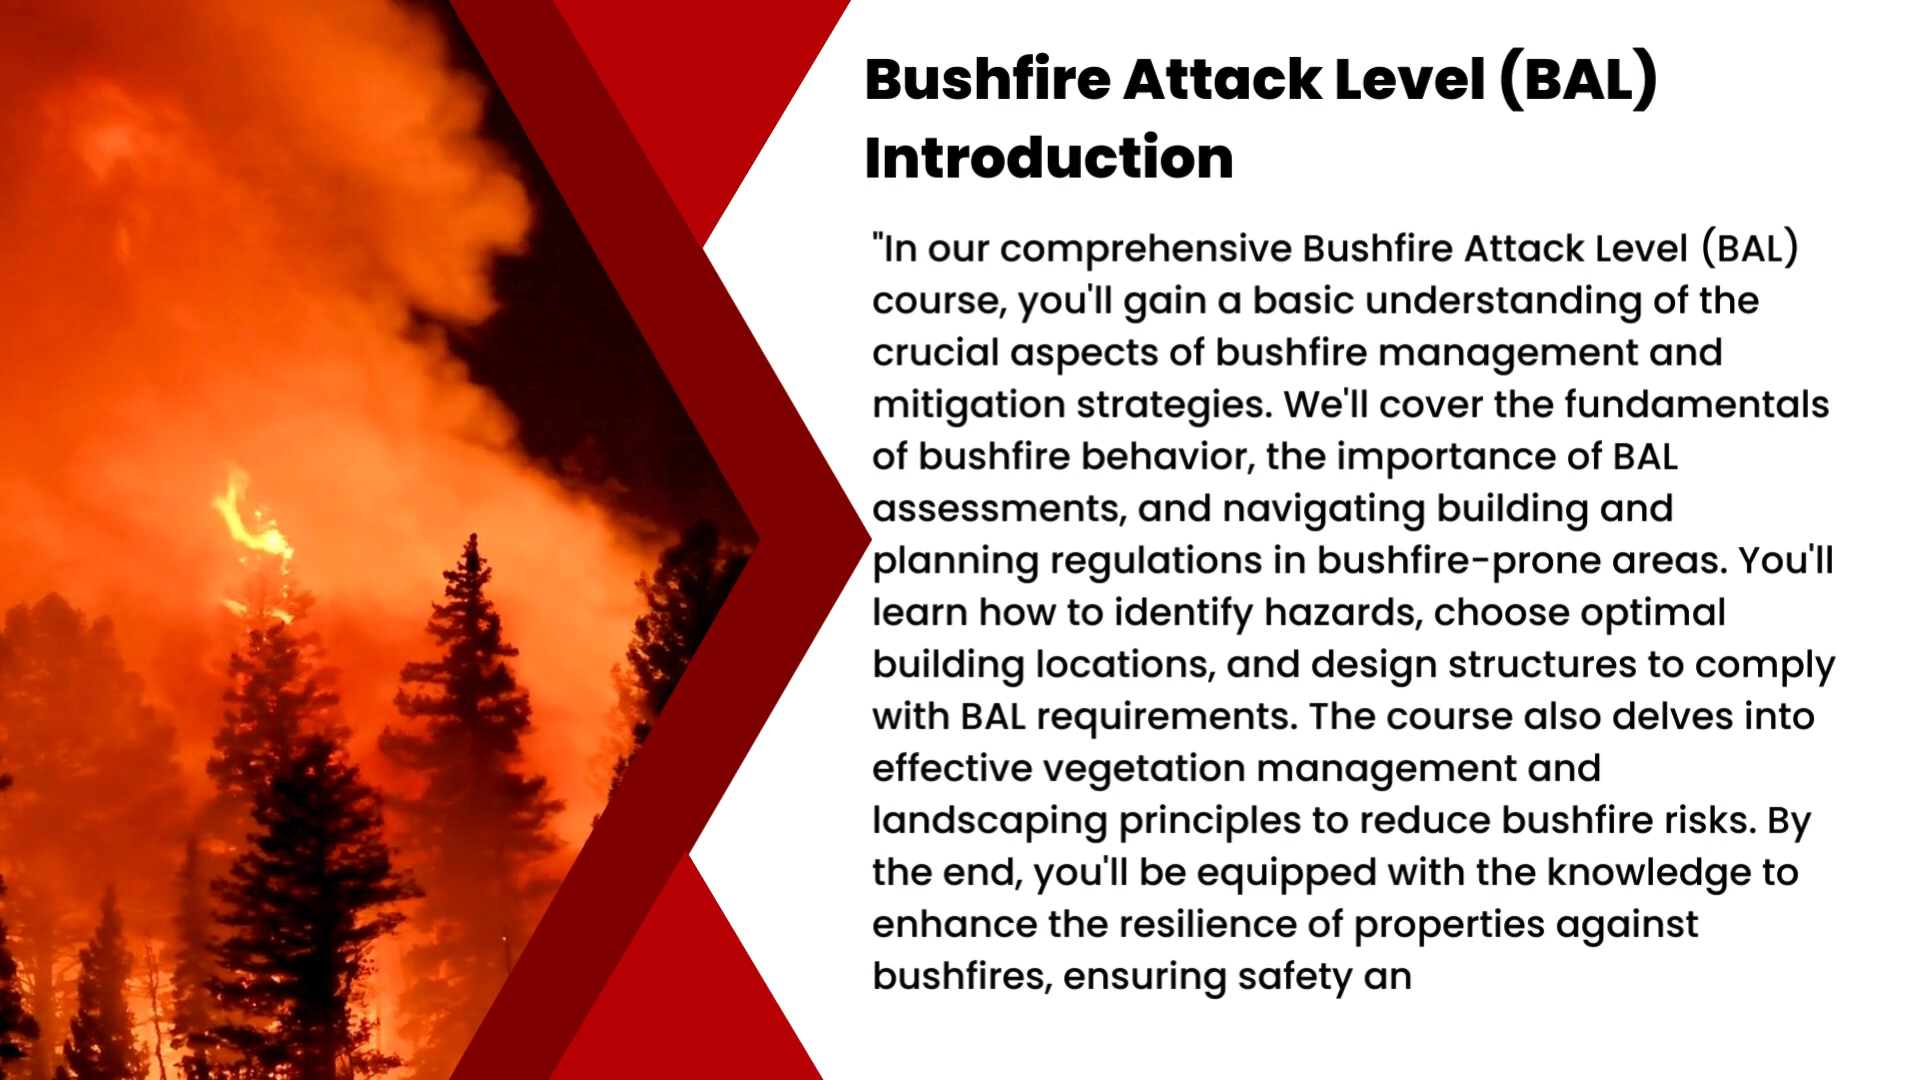 Bushfire Attack Level (BAL)
Introduction
"In our comprehensive Bushfire Attack Level (BAL)
course, you'll gain a basic understanding of the
crucial aspects of bushfire management and
mitigation strategies. We'll cover the fundamentals
of bushfire behavior, the importance of BAL
assessments, and navigating building and
planning regulations in bushfire-prone areas. You'll
learn how to identify hazards, choose optimal
building locations, and design structures to comply
with BAL requirements. The course also delves into
effective vegetation management and
landscaping principles to reduce bushfire risks. By
the end, you'll be equipped with the knowledge to
enhance the resilience of properties against
bushfires, ensuring safety an